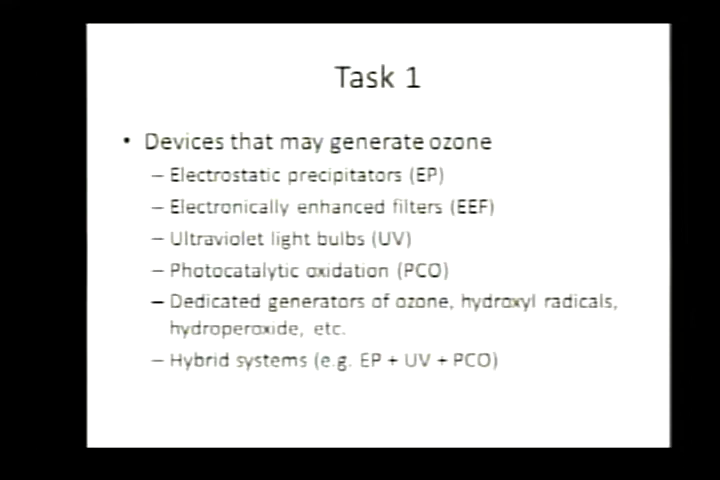 Task 1
• Devices that may generate ozone
– Electrostatic precipitators (EP)
– Electronically enhanced filters (EEF)
– Ultraviolet light bulbs (UV)
– Photocatalytic oxidation (PCO)
– Dedicated generators of ozone, hydroxyl radicals,
hydroperoxide, etc.
– Hybrid systems (e.g. EP + UV + PCO)